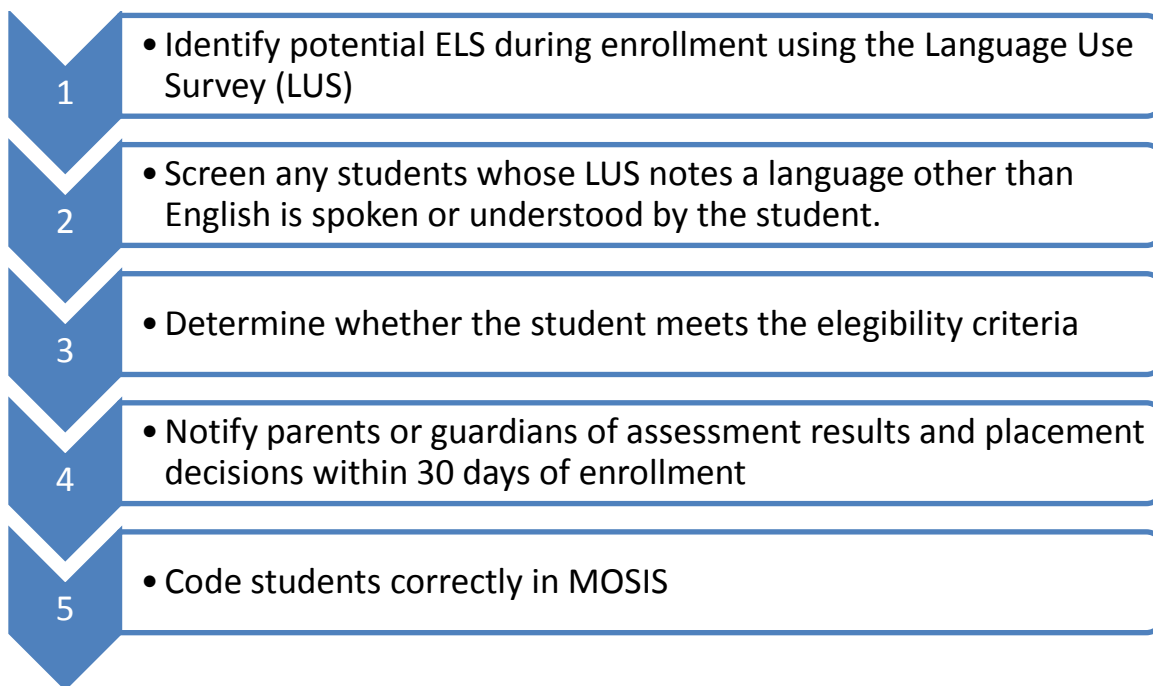 1
• Identify potential ELS during enrollment using the Language Use
Survey (LUS)
2
• Screen any students whose LUS notes a language other than
English is spoken or understood by the student.
3
• Determine whether the student meets the elegibility criteria
4
• Notify parents or guardians of assessment results and placement
decisions within 30 days of enrollment
5
• Code students correctly in MOSIS